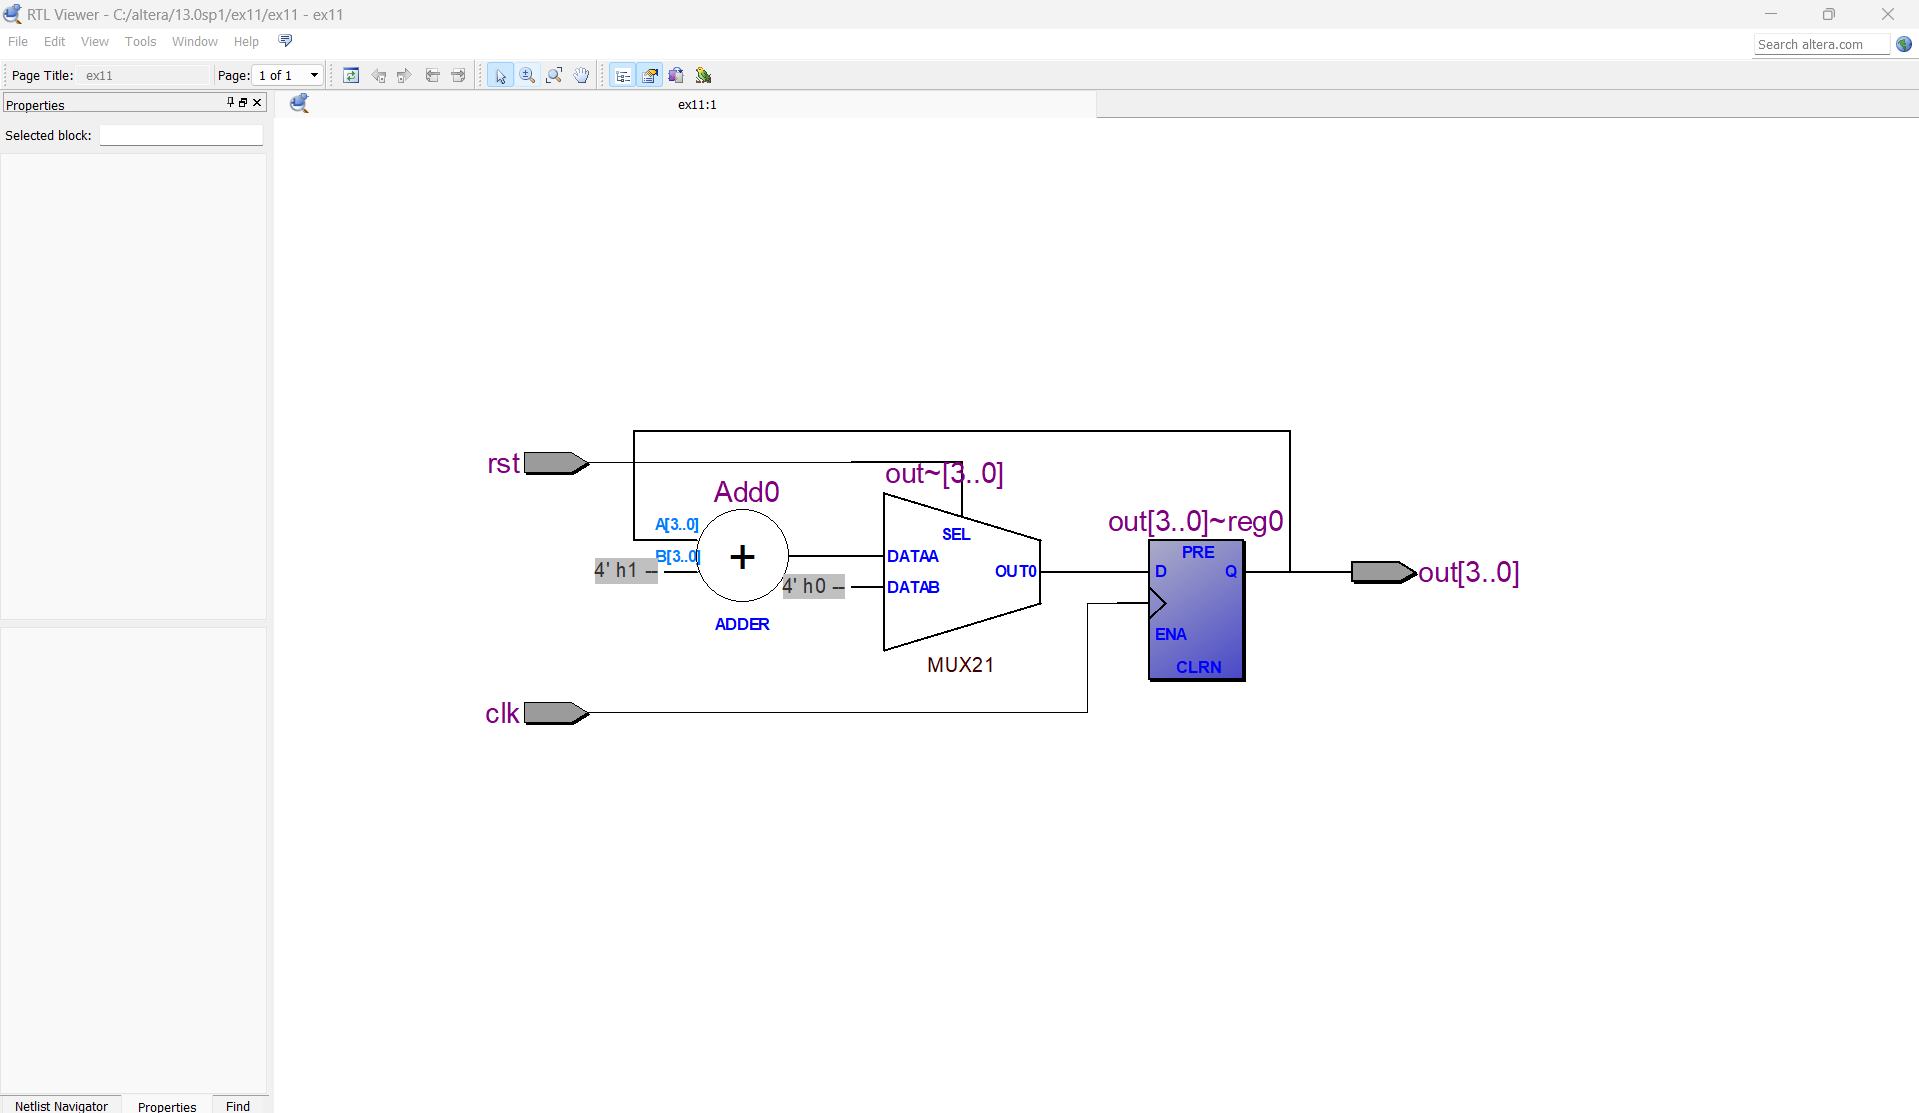 RTL Viewer - C:/altera/13.0sp1/ex11/ex11 - ex11
File Edit View Tools Window Help
Search altera.com
Page Title: ex11 Page: 1 of 1
Properties
ex11:1
Selected block:
rst
out~[3..0]
Add0
A[3..0]
B[3..0]
4' h1 --
+
ADDER
SEL
DATAA
4' h0 --
DATAB
OUT0
MUX21
out[3..0]~reg0
PRE
D Q
ENA
CLRN
out[3..0]
clk
Netlist Navigator Properties Find